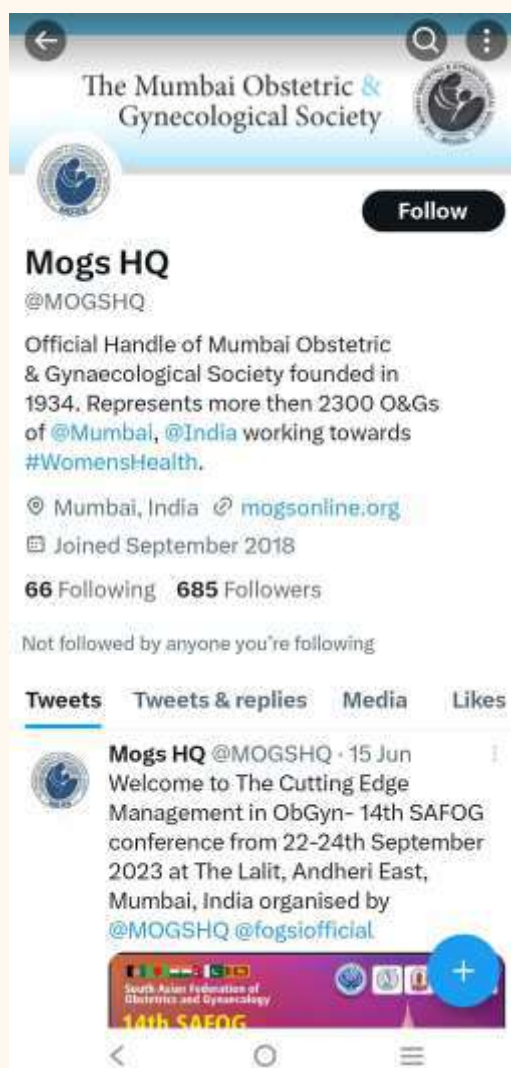 The Mumbai Obstetric &
Gynecological Society
Follow
Mogs HQ
@MOGSHQ
Official Handle of Mumbai Obstetric
& Gynaecological Society founded in
1934. Represents more then 2300 O&Gs
of @Mumbai, @India working towards
#WomensHealth.
Mumbai, India mogsonline.org
Joined September 2018
66 Following 685 Followers
Not followed by anyone you're following
Tweets Tweets & replies Media Likes
Mogs HQ @MOGSHQ · 15 Jun
Welcome to The Cutting Edge
Management in ObGyn- 14th SAFOG
conference from 22-24th September
2023 at The Lalit, Andheri East,
Mumbai, India organised by
@MOGSHQ @fogsiofficial
South Asian Federation of
Obstetrics and Gynaecology
14th SAFOG